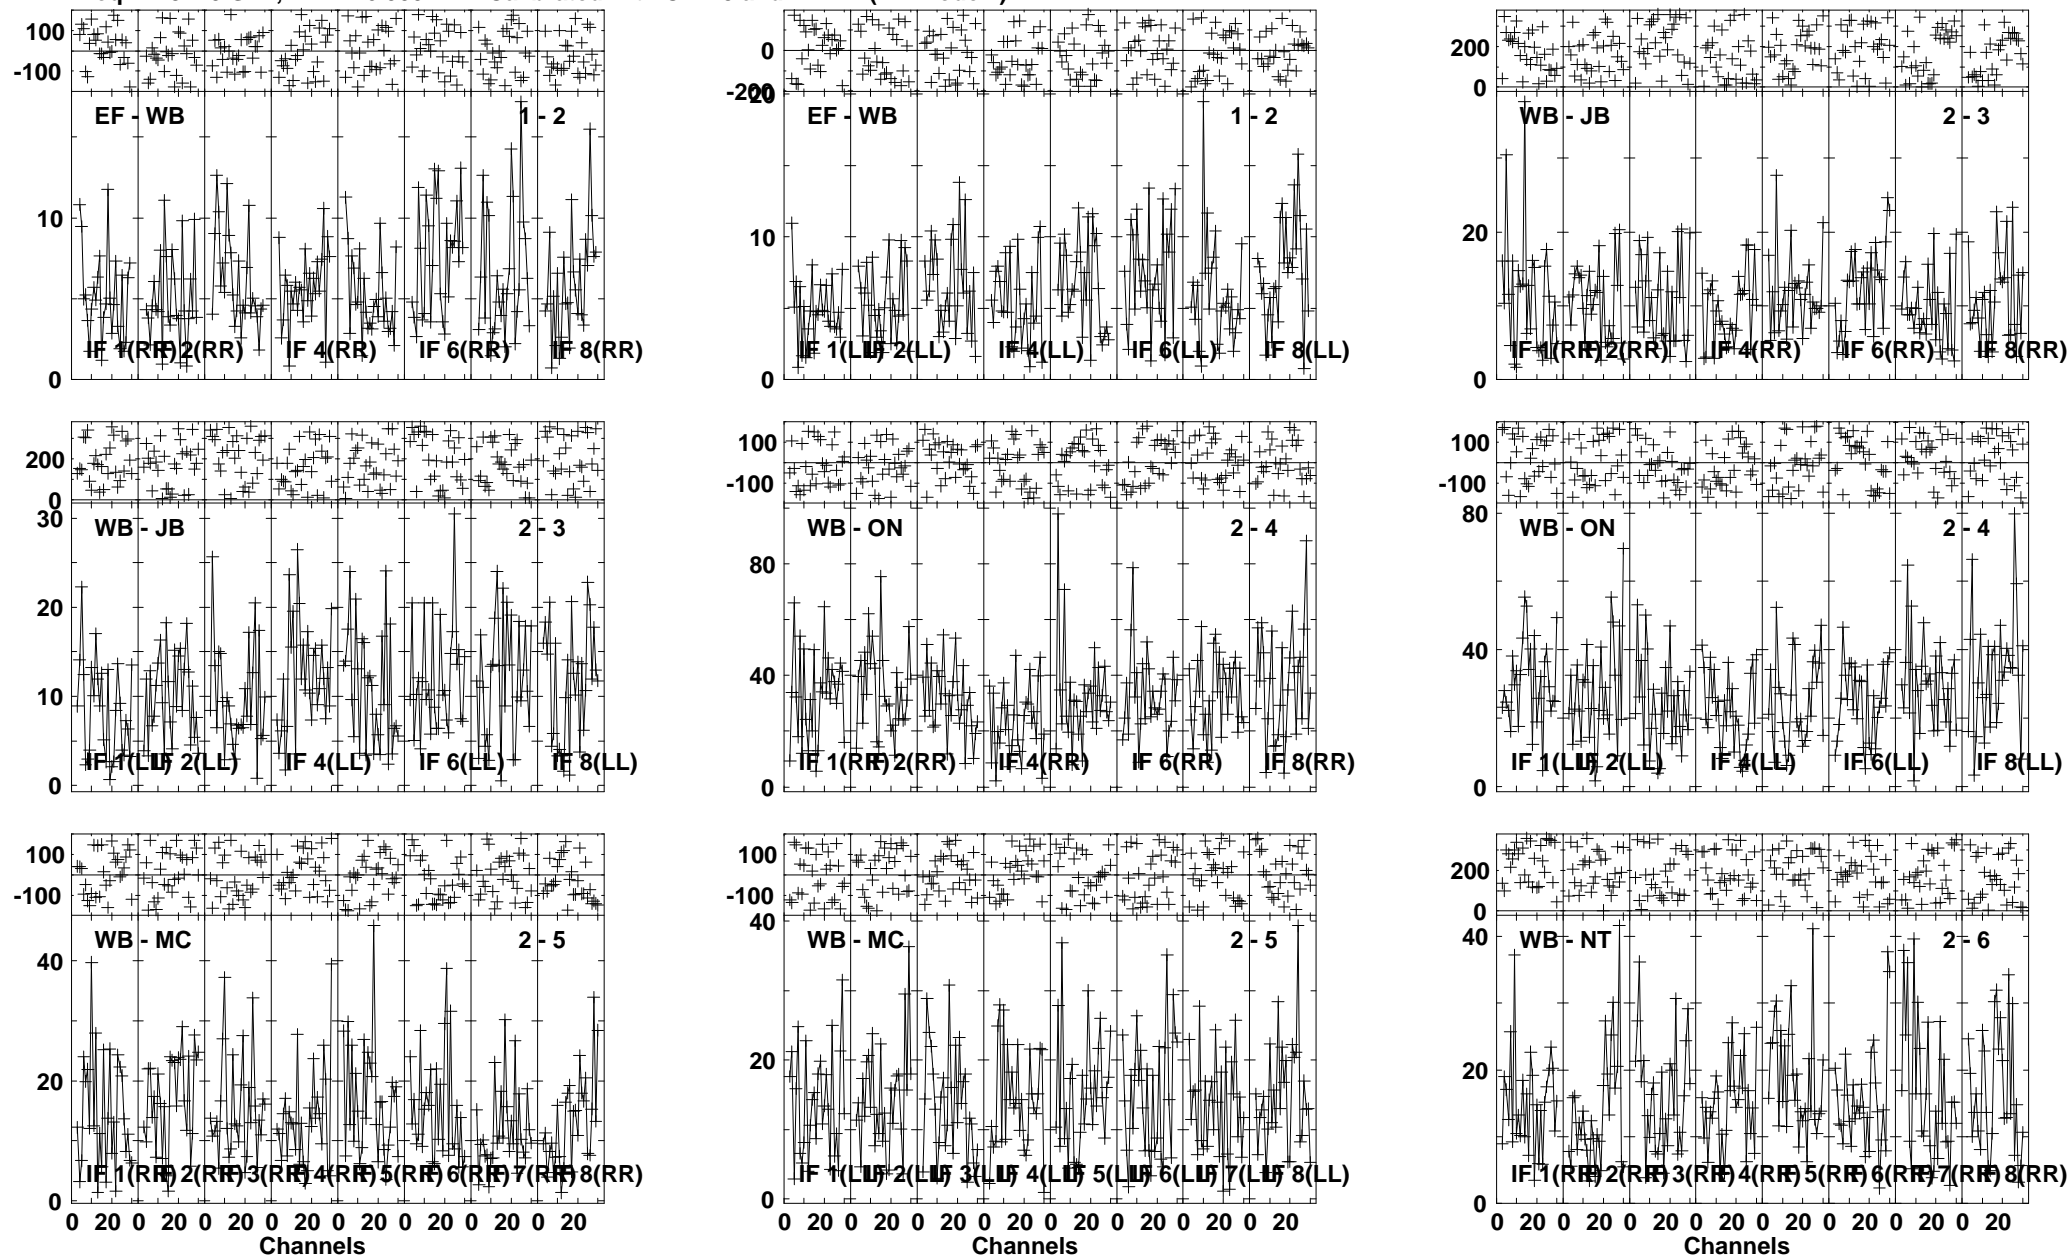 100
-100
EF - WB 1 - 2
10
0
IF 1(RR) IF 2(RR) IF 4(RR) IF 6(RR) IF 8(RR)
0
-200
20
EF - WB 1 - 2
10
0
IF 1(LL) IF 2(LL) IF 4(LL) IF 6(LL) IF 8(LL)
200
0
WB - JB 2 - 3
20
0
IF 1(RR) IF 2(RR) IF 4(RR) IF 6(RR) IF 8(RR)
200
0
30
WB - JB 2 - 3
20
10
0
IF 1(LL) IF 2(LL) IF 4(LL) IF 6(LL) IF 8(LL)
100
-100
WB - ON 2 - 4
80
40
0
IF 1(RR) IF 2(RR) IF 4(RR) IF 6(RR) IF 8(RR)
100
-100
80
WB - ON 2 - 4
40
0
IF 1(LL) IF 2(LL) IF 4(LL) IF 6(LL) IF 8(LL)
100
-100
WB - MC 2 - 5
40
20
0
IF 1(RR) IF 2(RR) IF 3(RR) IF 4(RR) IF 5(RR) IF 6(RR) IF 7(RR) IF 8(RR)
0 20 0 20 0 20 0 20 0 20 0 20 0 20 0 20
Channels
100
-100
40
WB - MC 2 - 5
20
0
IF 1(LL) IF 2(LL) IF 3(LL) IF 4(LL) IF 5(LL) IF 6(LL) IF 7(LL) IF 8(LL)
0 20 0 20 0 20 0 20 0 20 0 20 0 20 0 20
Channels
200
0
40
WB - NT 2 - 6
20
0
IF 1(RR) IF 2(RR) IF 3(RR) IF 4(RR) IF 5(RR) IF 6(RR) IF 7(RR) IF 8(RR)
0 20 0 20 0 20 0 20 0 20 0 20 0 20 0 20
Channels